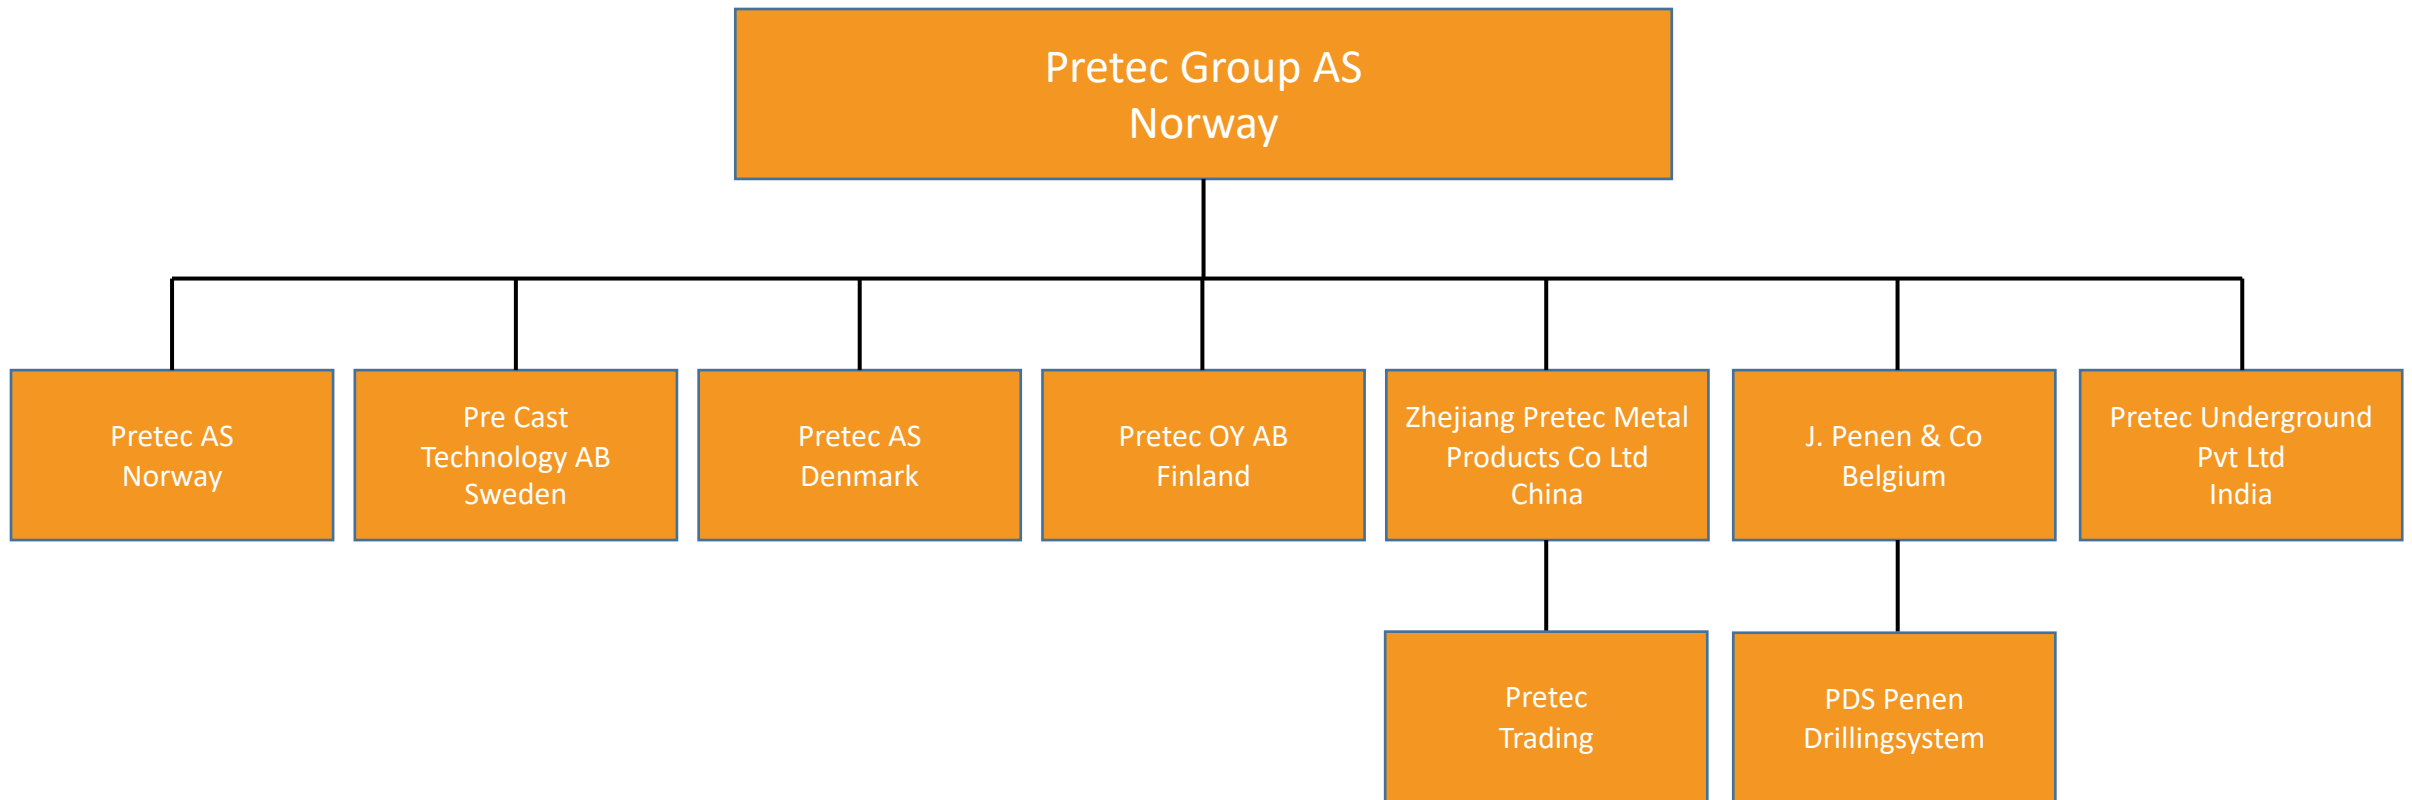 Pretec Group AS
Norway
Pretec AS
Norway
Pre Cast
Technology AB
Sweden
Pretec AS
Denmark
Pretec OY AB
Finland
Zhejiang Pretec Metal
Products Co Ltd
China
J. Penen & Co
Belgium
Pretec Underground
Pvt Ltd
India
Pretec
Trading
PDS Penen
Drillingsystem